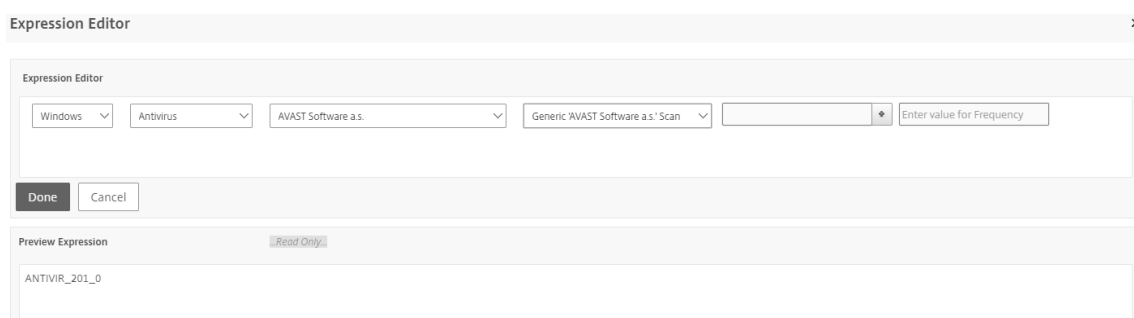 Expression Editor
Expression Editor
Windows Antivirus AVAST Software a.s. Generic 'AVAST Software a.s.' Scan + Enter value for Frequency
Done Cancel
Preview Expression ...Read Only...
ANTIVIR_201_0